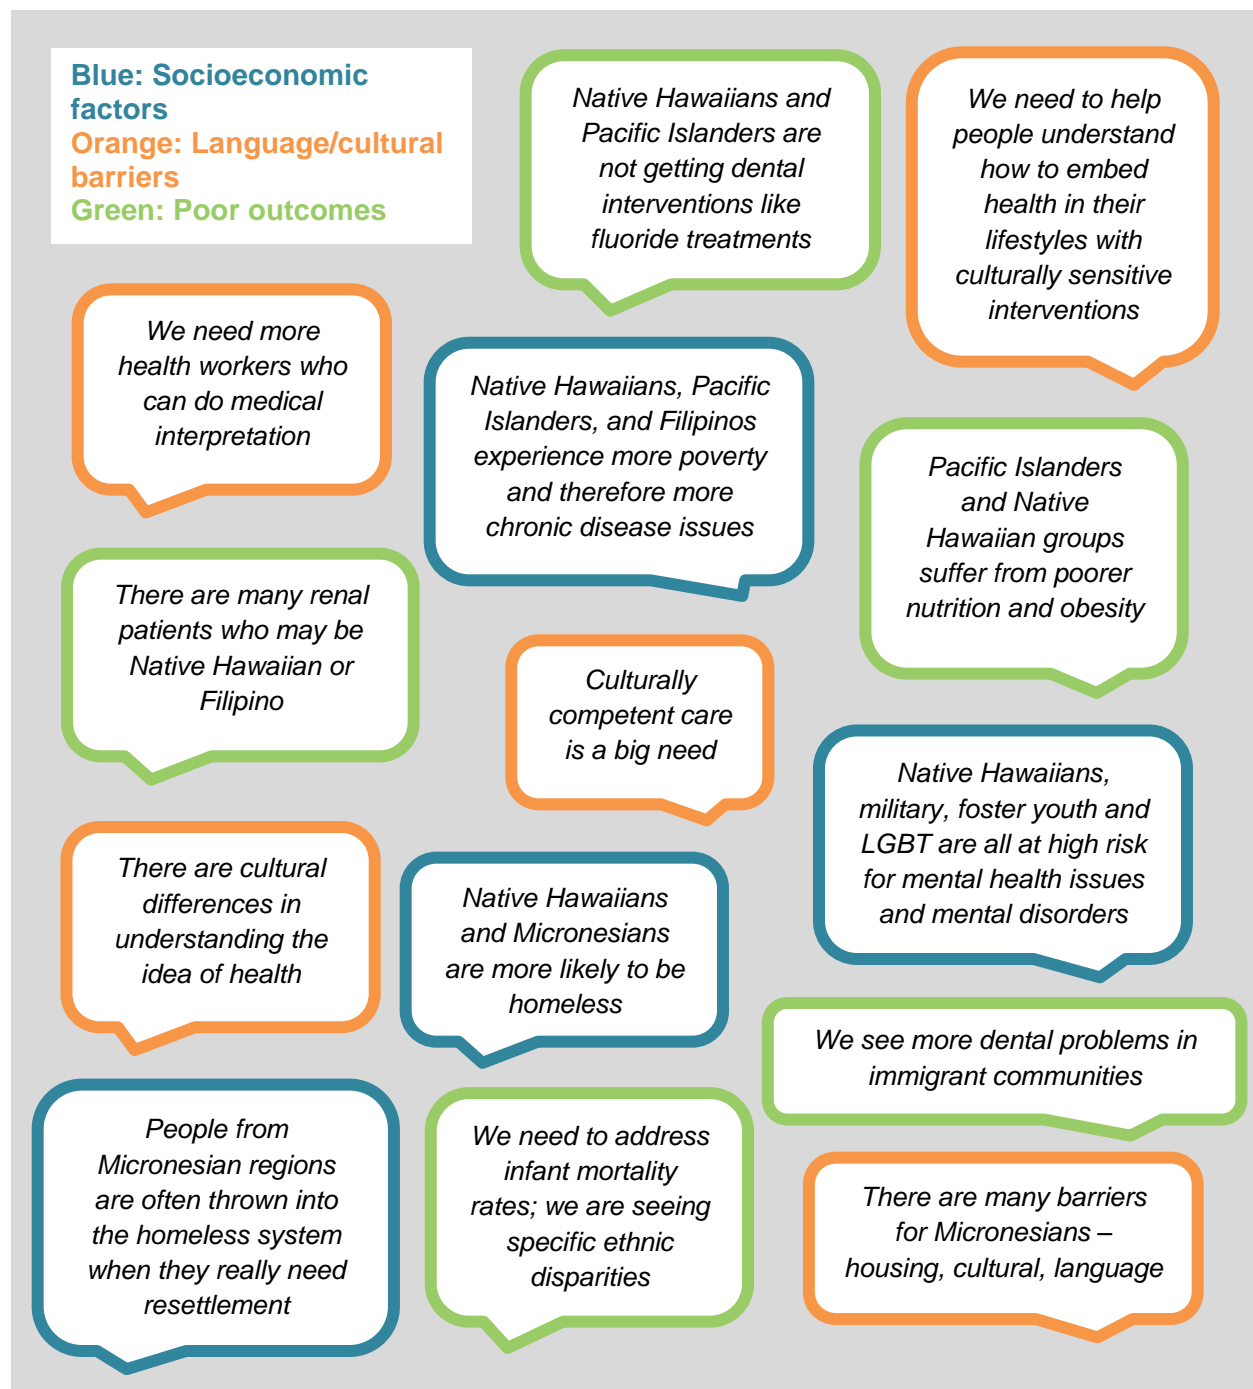 Blue: Socioeconomic
factors
Orange: Language/cultural
barriers
Green: Poor outcomes
Native Hawaiians and
Pacific Islanders are
not getting dental
interventions like
fluoride treatments
We need to help
people understand
how to embed
health in their
lifestyles with
culturally sensitive
interventions
We need more
health workers who
can do medical
interpretation
Native Hawaiians, Pacific
Islanders, and Filipinos
experience more poverty
and therefore more
chronic disease issues
Pacific Islanders
and Native
Hawaiian groups
suffer from poorer
nutrition and obesity
There are many renal
patients who may be
Native Hawaiian or
Filipino
Culturally
competent care
is a big need
Native Hawaiians,
military, foster youth and
LGBT are all at high risk
for mental health issues
and mental disorders
There are cultural
differences in
understanding the
idea of health
Native Hawaiians
and Micronesians
are more likely to be
homeless
We see more dental problems in
immigrant communities
People from
Micronesian regions
are often thrown into
the homeless system
when they really need
resettlement
We need to address
infant mortality
rates; we are seeing
specific ethnic
disparities
There are many barriers
for Micronesians –
housing, cultural, language